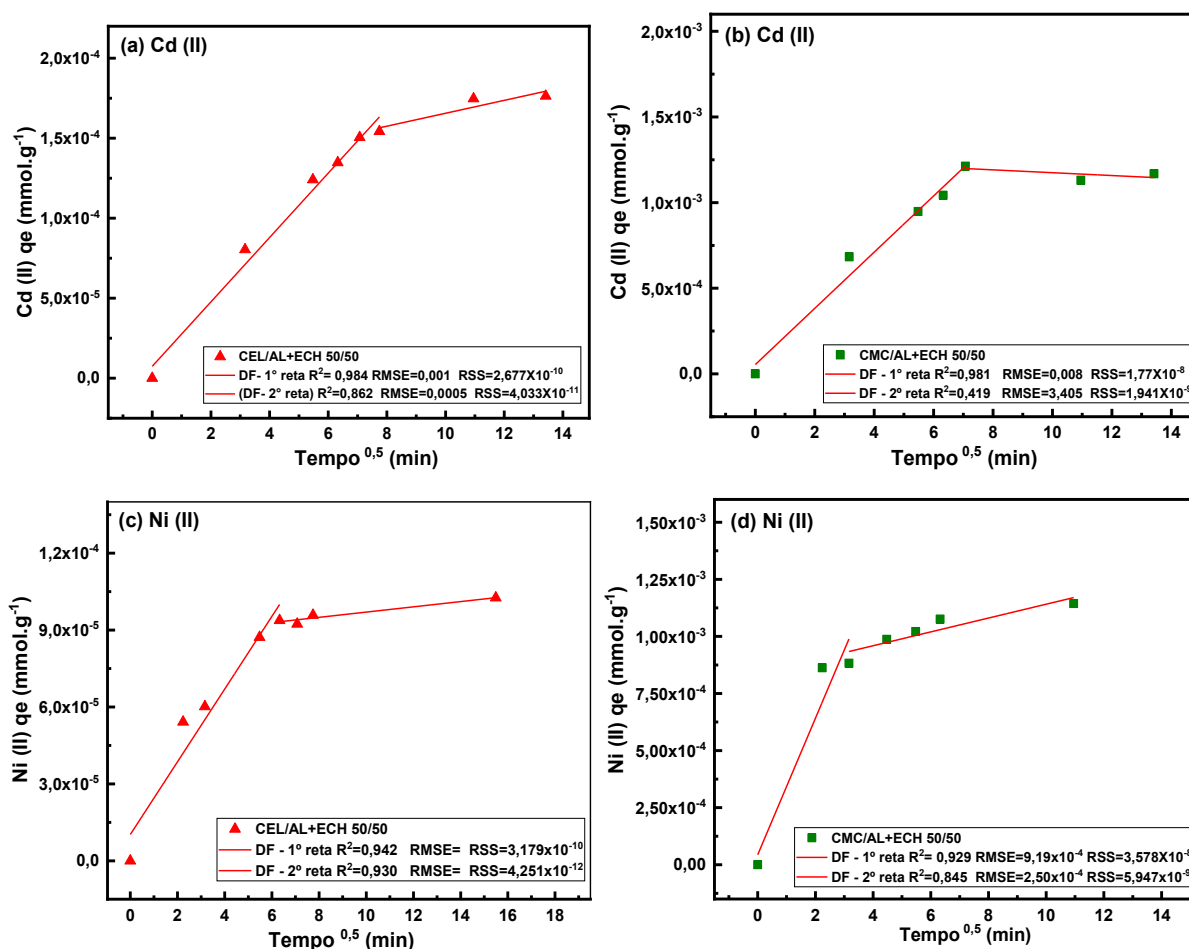 (a) Cd (II)
2,0x10⁻⁴
1,5x10⁻⁴
1,0x10⁻⁴
5,0x10⁻⁵
0,0
Cd (II) qe (mmol.g⁻¹)
CEL/AL+ECH 50/50
DF- 1º reta R²= 0,984 RMSE=0,001 RSS=2,677X10⁻¹⁰
(DF- 2º reta) R²=0,862 RMSE=0,0005 RSS=4,033X10⁻¹¹
0 2 4 6 8 10 12 14
Tempo ⁰,⁵ (min)
(b) Cd (II)
2,0x10⁻³
1,5x10⁻³
1,0x10⁻³
5,0x10⁻⁴
0,0
Cd (II) qe (mmol.g⁻¹)
CMC/AL+ECH 50/50
DF - 1º reta R²=0,981 RMSE=0,008 RSS=1,77X10⁻⁸
DF - 2º reta R²=0,419 RMSE=3,405 RSS=1,941X10⁻⁹
0 2 4 6 8 10 12 14
Tempo ⁰,⁵ (min)
(c) Ni (II)
1,2x10⁻⁴
9,0x10⁻⁵
6,0x10⁻⁵
3,0x10⁻⁵
0,0
Ni (II) qe (mmol.g⁻¹)
CEL/AL+ECH 50/50
DF - 1º reta R²=0,942 RMSE= RSS=3,179x10⁻¹⁰
DF - 2º reta R²=0,930 RMSE= RSS=4,251x10⁻¹²
0 2 4 6 8 10 12 14 16 18
Tempo ⁰,⁵ (min)
(d) Ni (II)
1,50x10⁻³
1,25x10⁻³
1,00x10⁻³
7,50x10⁻⁴
5,00x10⁻⁴
2,50x10⁻⁴
0,00
Ni (II) qe (mmol.g⁻¹)
CMC/AL+ECH 50/50
DF - 1º reta R²= 0,929 RMSE=9,19x10⁻⁴
DF - 2º reta R²=0,845 RMSE=2,50x10⁻⁴ RSS=5,947x10⁻⁹
0 2 4 6 8 10 12 14
Tempo ⁰,⁵ (min)